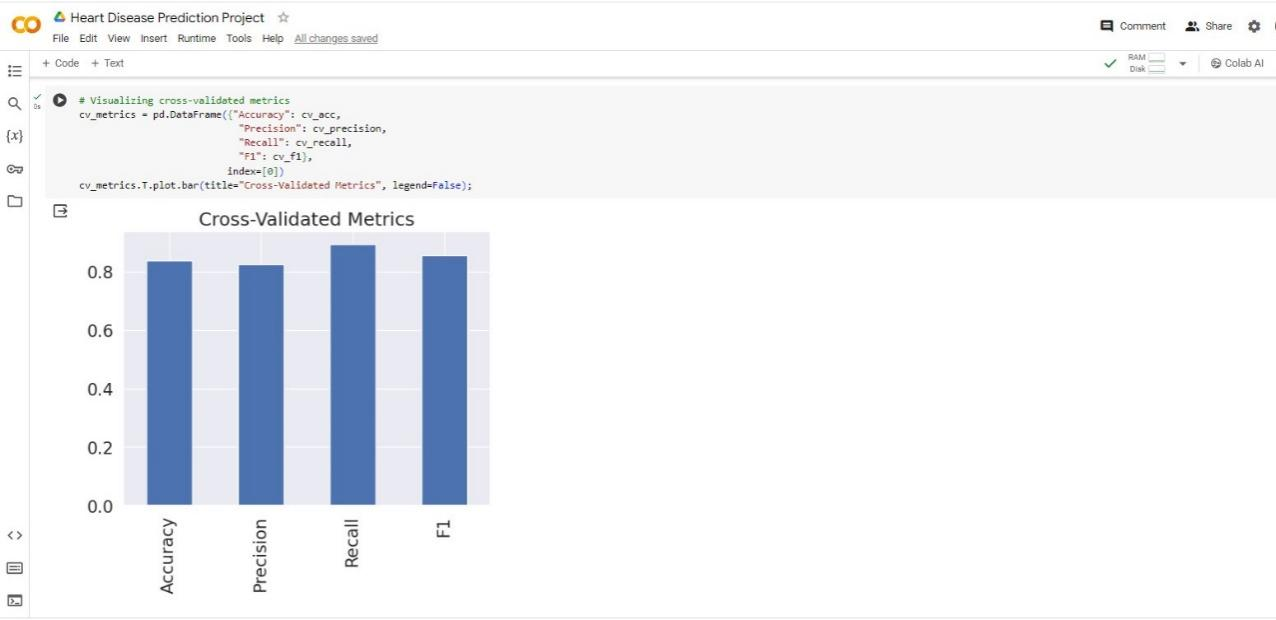 Heart Disease Prediction Project
Comment Share
File Edit View Insert Runtime Tools Help All changes saved
+ Code + Text
RAM
Disk
Colab AI
0s
# Visualizing cross-validated metrics
cv_metrics = pd.DataFrame({"Accuracy": cv_acc,
"Precision": cv_precision,
"Recall": cv_recall,
"F1": cv_f1},
index=[0])
cv_metrics.T.plot.bar(title="Cross-Validated Metrics", legend=False);
{x}
Cross-Validated Metrics
0.8
0.6
0.4
0.2
0.0
Accuracy
Precision
Recall
F1